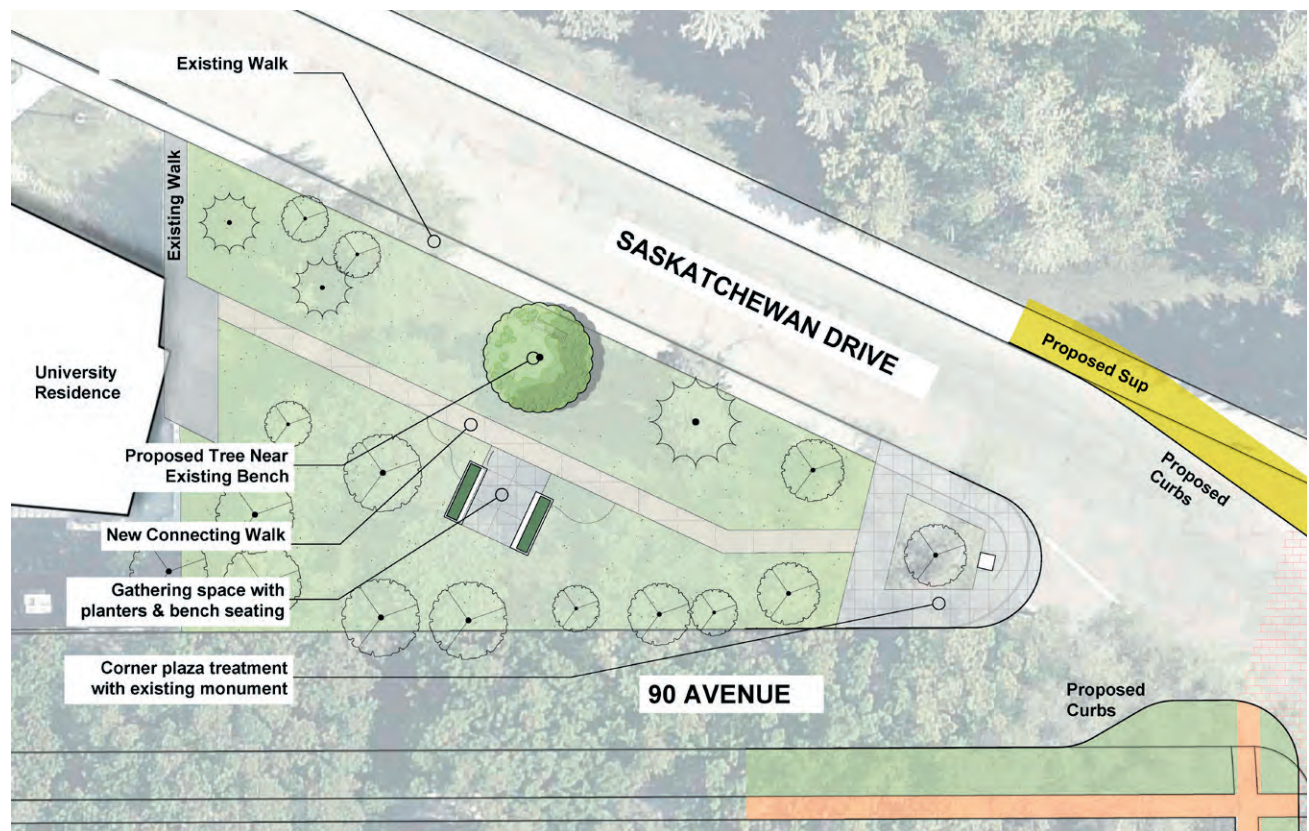 Existing Walk
Existing Walk
SASKATCHEWAN DRIVE
University
Residence
Proposed Sup
Proposed
Curbs
Proposed Tree Near
Existing Bench
New Connecting Walk
Gathering space with
planters & bench seating
Corner plaza treatment
with existing monument
90 AVENUE
Proposed
Curbs